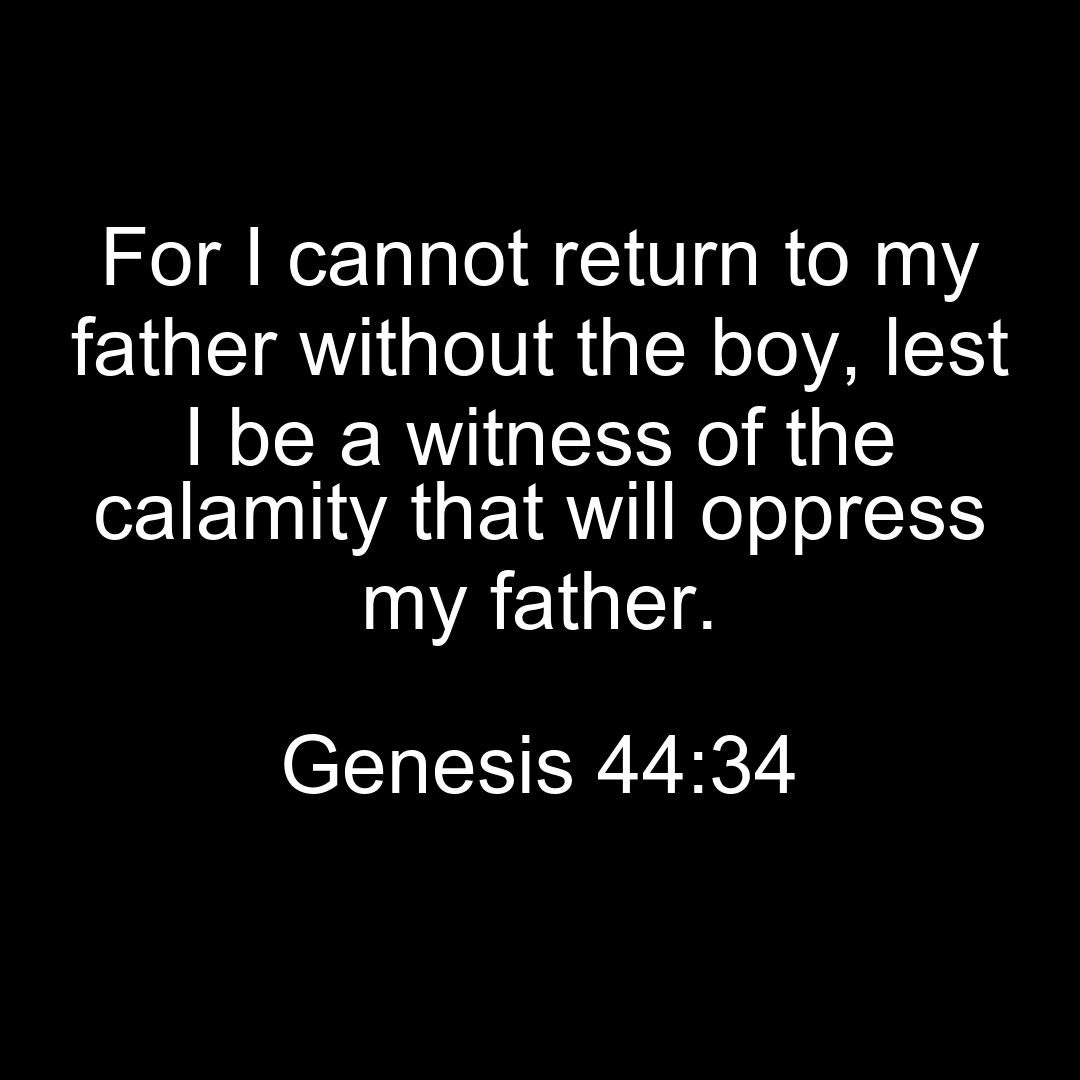 For I cannot return to my
father without the boy, lest
I be a witness of the
calamity that will oppress
my father.
Genesis 44:34